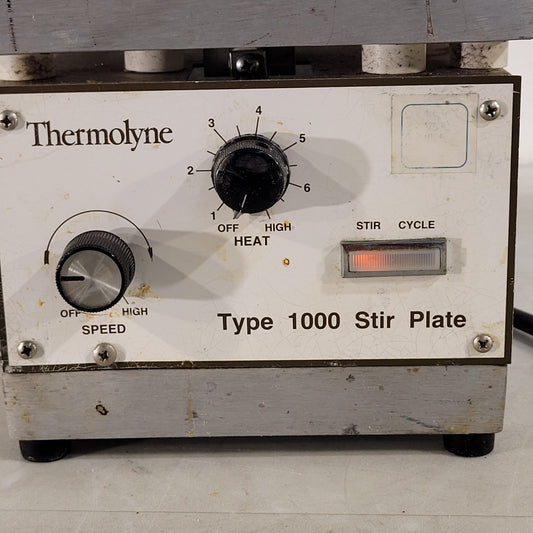 Thermolyne
3
4
5
2
6
1
OFF HIGH
HEAT
STIR CYCLE
OFF HIGH
SPEED
Type 1000 Stir Plate